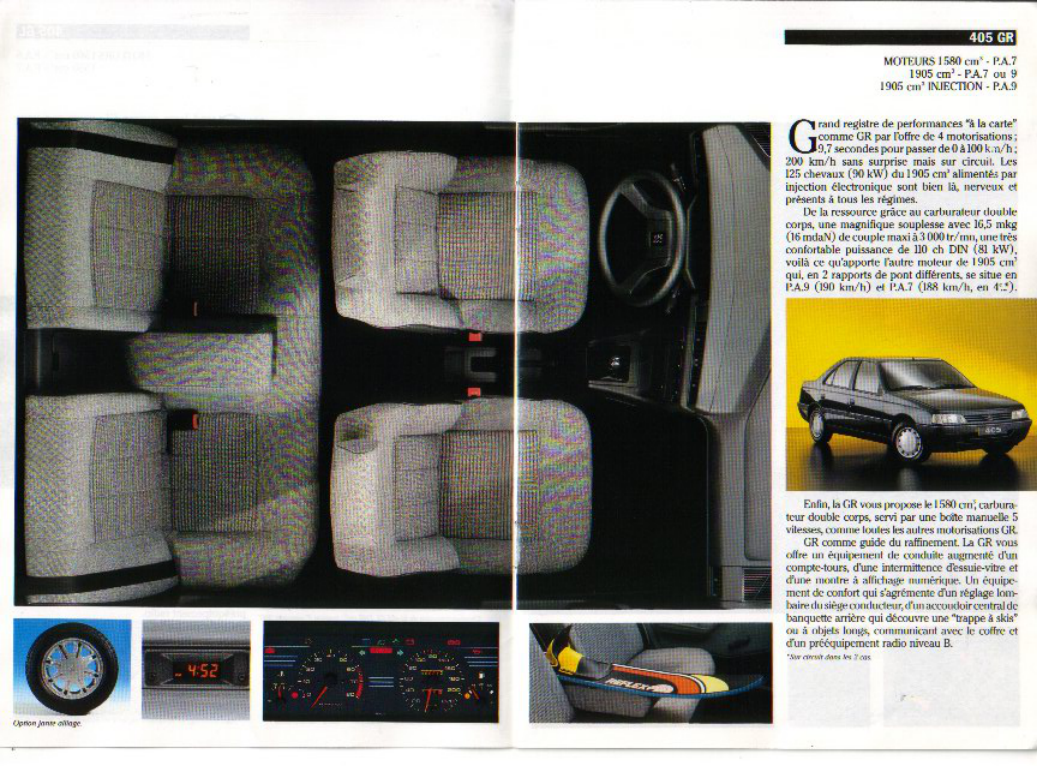 405 GR
MOTEURS 1580 cm³ - P.A.7
1905 cm³ - P.A.7 ou 9
1905 cm³ INJECTION - P.A.9
Grand registre de performances "à la carte"
comme GR par l'offre de 4 motorisations ;
9,7 secondes pour passer de 0 à 100 km/h ;
200 km/h sans surprise mais sur circuit. Les
125 chevaux (90 kW) du 1905 cm³ alimentés par
injection électronique sont bien là, nerveux et
présents à tous les régimes.
De la ressource grâce au carburateur double
corps, une magnifique souplesse avec 16,5 mkg
(16 mdaN) de couple maxi à 3 000 tr/mn, une très
confortable puissance de 110 ch DIN (81 kW),
voilà ce qu'apporte l'autre moteur de 1905 cm³
qui, en 2 rapports de pont différents, se situe en
P.A.9 (190 km/h) et P.A.7 (188 km/h, en 4e*).
405
Enfin, la GR vous propose le 1580 cm³, carbura-
teur double corps, servi par une boîte manuelle 5
vitesses, comme toutes les autres motorisations GR.
GR comme guide du raffinement. La GR vous
offre un équipement de conduite augmenté d'un
compte-tours, d'une intermittence d'essuie-vitre et
d'une montre à affichage numérique. Un équipe-
ment de confort qui s'agrémente d'un réglage lom-
baire du siège conducteur, d'un accoudoir central de
banquette arrière qui découvre une "trappe à skis"
ou à objets longs, communicant avec le coffre et
d'un prééquipement radio niveau B.
*Sur circuit dans les 2 cas.
4:52
REFLEX
Option jante alliage.